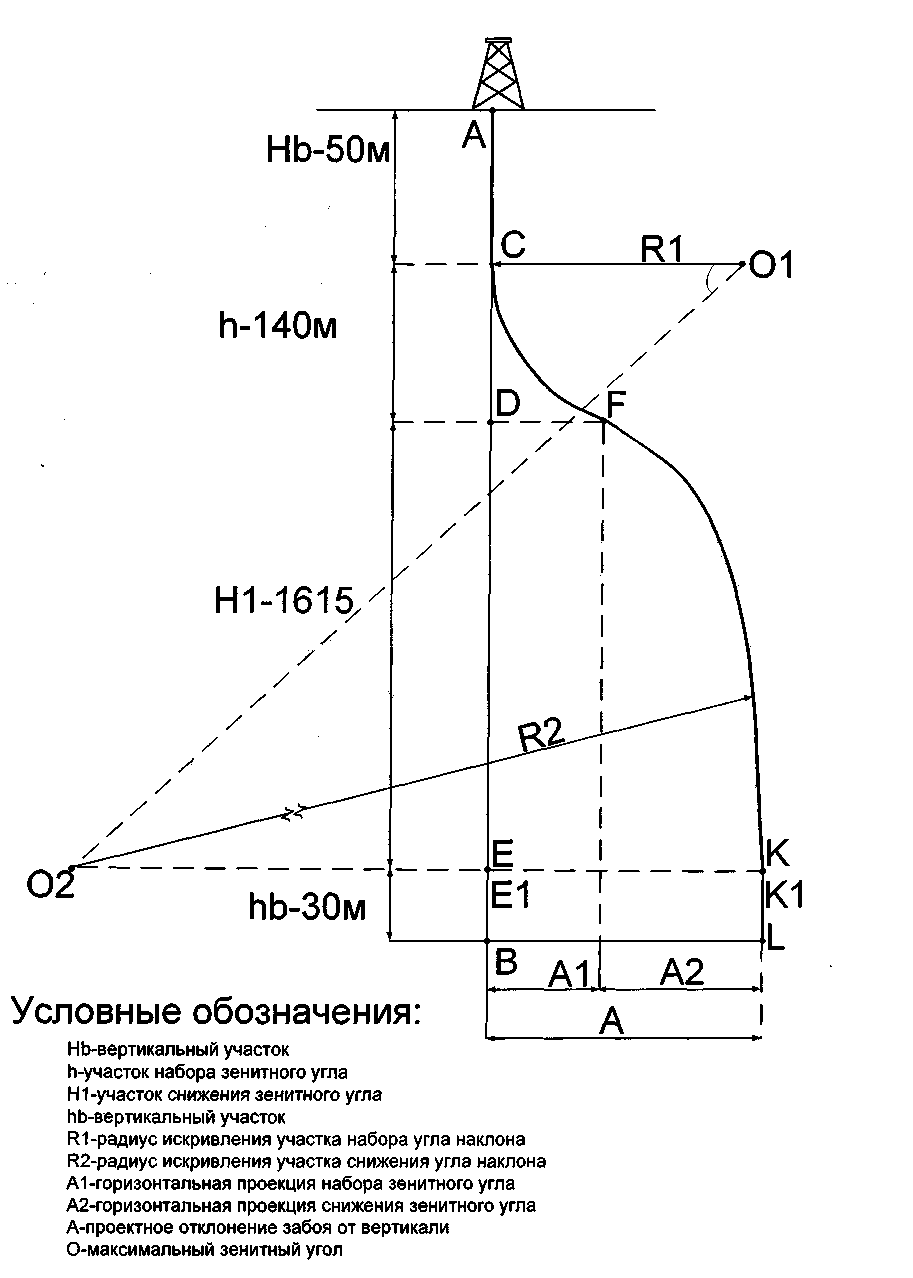 A
Hb-50м
C
R1
O1
h-140м
D
F
H1-1615
R2
E
K
O2
E1
K1
hb-30м
B
L
A1
A2
A
Условные обозначения:
Hb-вертикальный участок
h-участок набора зенитного угла
H1-участок снижения зенитного угла
hb-вертикальный участок
R1-радиус искривления участка набора угла наклона
R2-радиус искривления участка снижения угла наклона
A1-горизонтальная проекция набора зенитного угла
A2-горизонтальная проекция снижения зенитного угла
A-проектное отклонение забоя от вертикали
O-максимальный зенитный угол